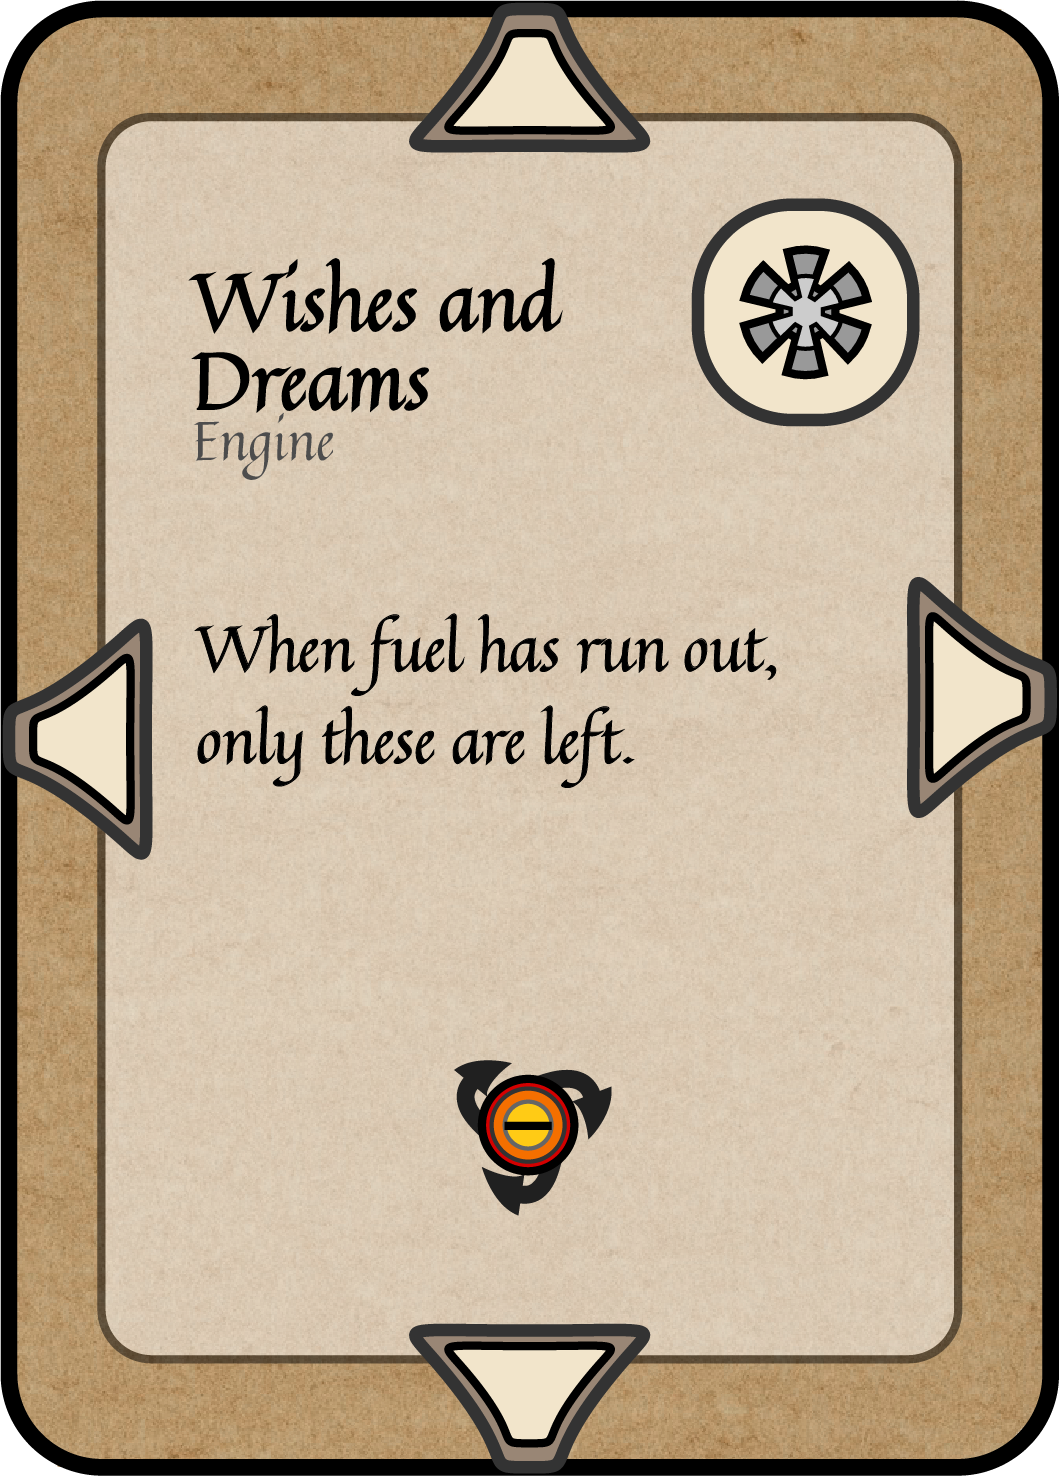 Wishes and
Dreams
Engine
When fuel has run out,
only these are left.